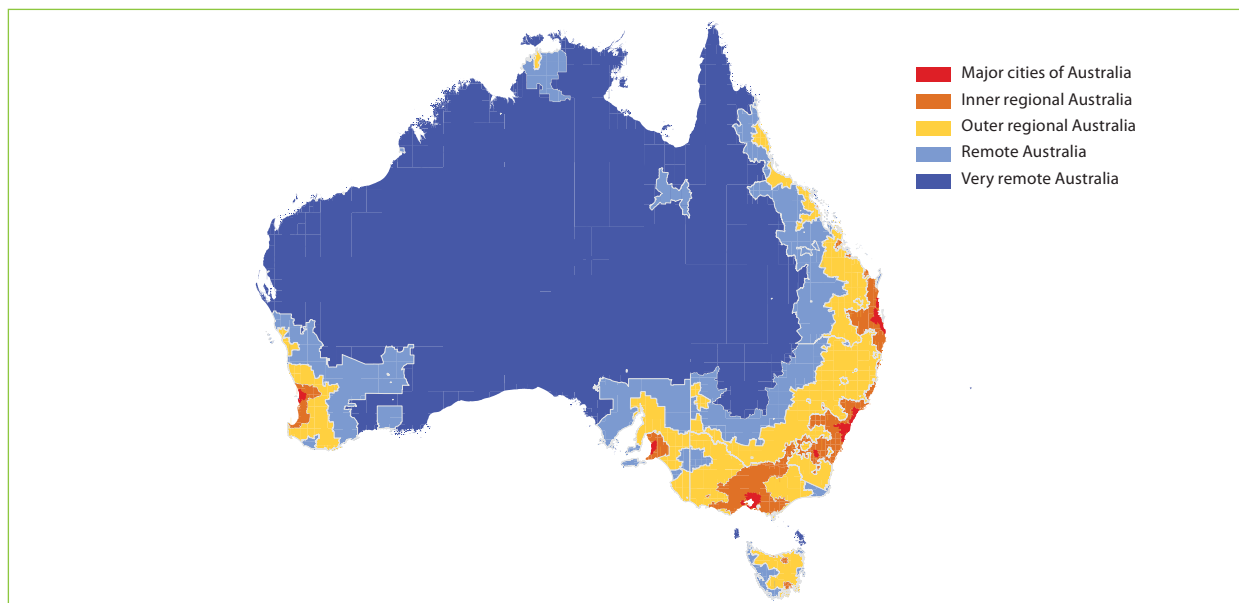 Major cities of Australia
Inner regional Australia
Outer regional Australia
Remote Australia
Very remote Australia